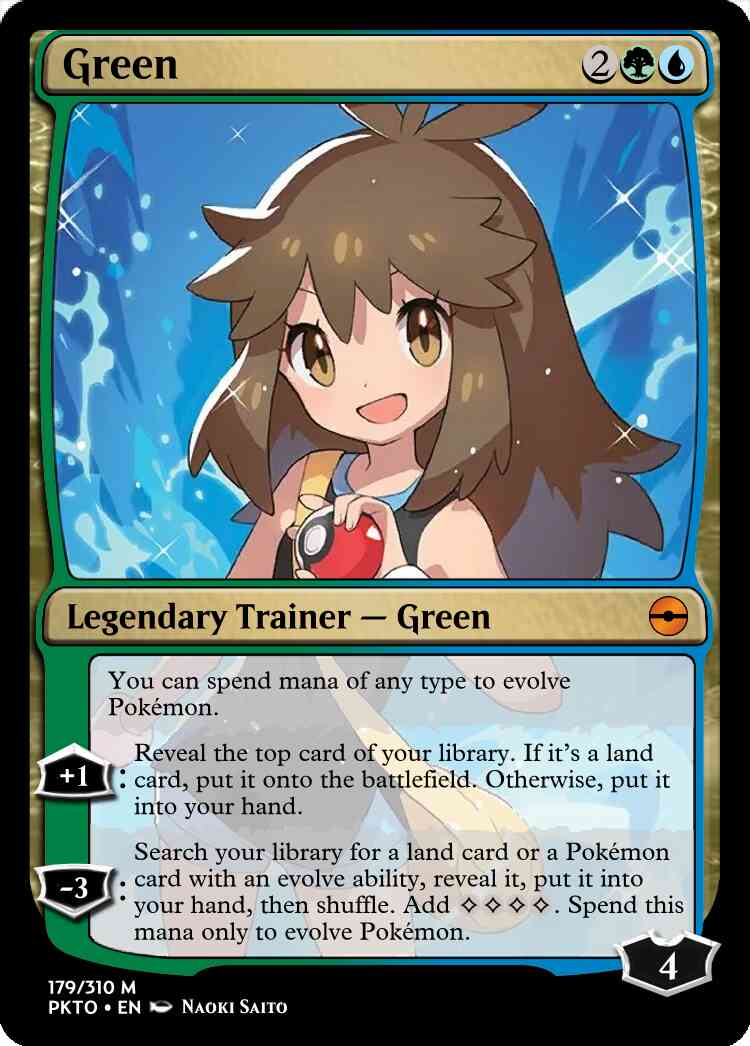 Green 2
Legendary Trainer — Green
You can spend mana of any type to evolve
Pokémon.
+1 : Reveal the top card of your library. If it's a land
card, put it onto the battlefield. Otherwise, put it
into your hand.
Search your library for a land card or a Pokémon
card with an evolve ability, reveal it, put it into
-3 : your hand, then shuffle. Add ✧✧✧✧. Spend this
mana only to evolve Pokémon.
4
179/310 M
PKTO • EN Naoki Saito